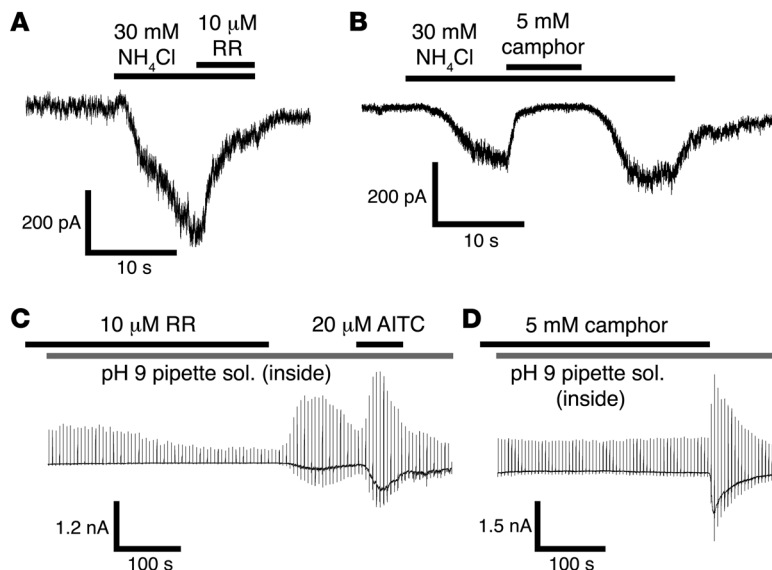 A
30 mM
NH₄Cl
10 μM
RR
200 pA
10 s
B
30 mM
NH₄Cl
5 mM
camphor
200 pA
10 s
C
10 μM RR
20 μM AITC
pH 9 pipette sol. (inside)
1.2 nA
100 s
D
5 mM camphor
pH 9 pipette sol.
(inside)
1.5 nA
100 s